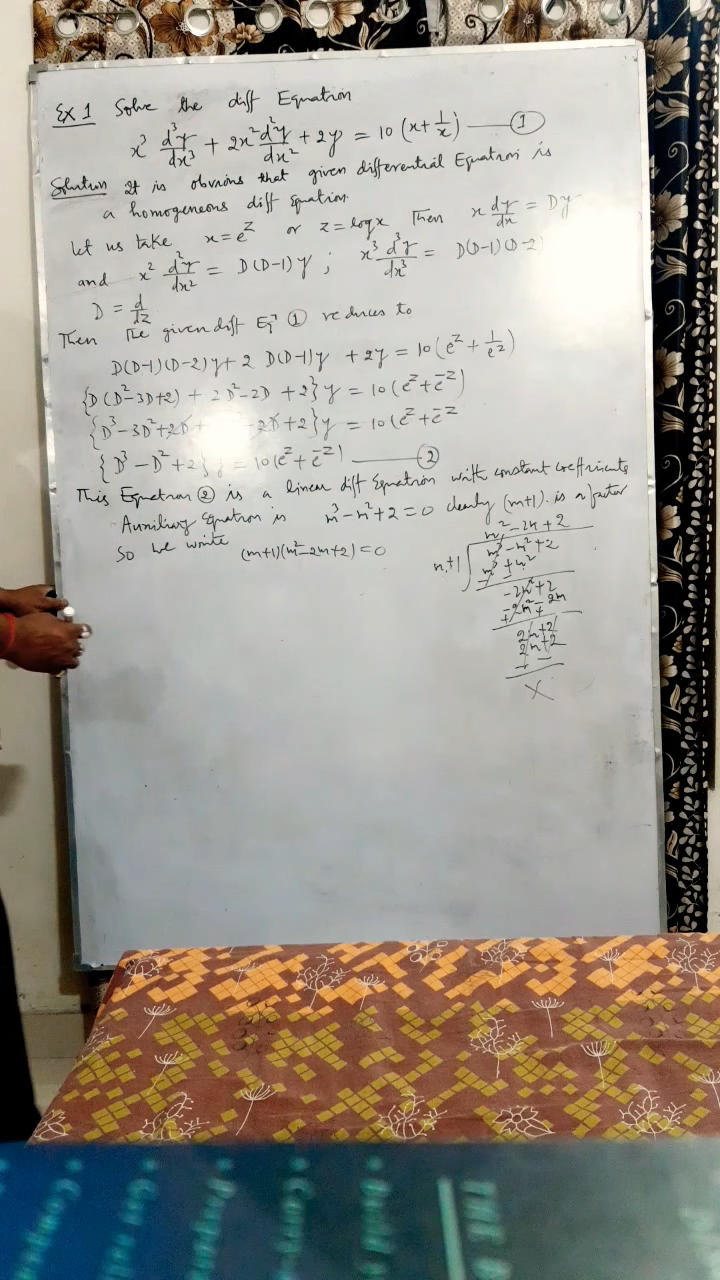 Ex 1 Solve the diff Equation
x³ d³y/dx³ + 2x² d²y/dx² + 2y = 10 (x + 1/x) —— ①
Solution It is obvious that given differential Equation is
a homogeneous diff Equation.
Let us take x = e^z or z = log x Then x dy/dx = Dy
and x² d²y/dx² = D(D-1)y ; x³ d³y/dx³ = D(D-1)(D-2)
D = d/dz
Then The given diff Eqⁿ ① reduces to
D(D-1)(D-2)y + 2 D(D-1)y + 2y = 10(e^z + 1/e^z)
{D(D²-3D+2) + 2D²-2D+2}y = 10(e^z + e^-z)
{D³-3D²+2D+ -2D+2}y = 10(e^z + e^-z
{D³-D²+2}y = 10(e^z + e^-z) —— ②
This Equation ② is a linear diff Equation with constant coefficients
Auxiliary Equation is m³-m²+2=0 clearly (m+1) is a factor
So we write (m+1)(m²-2m+2)=0
m²-2m+2
m+1 m³-m²+2
m³+m²
-2m²+2
-2m²-2m
2m+2
2m+2
X
THE